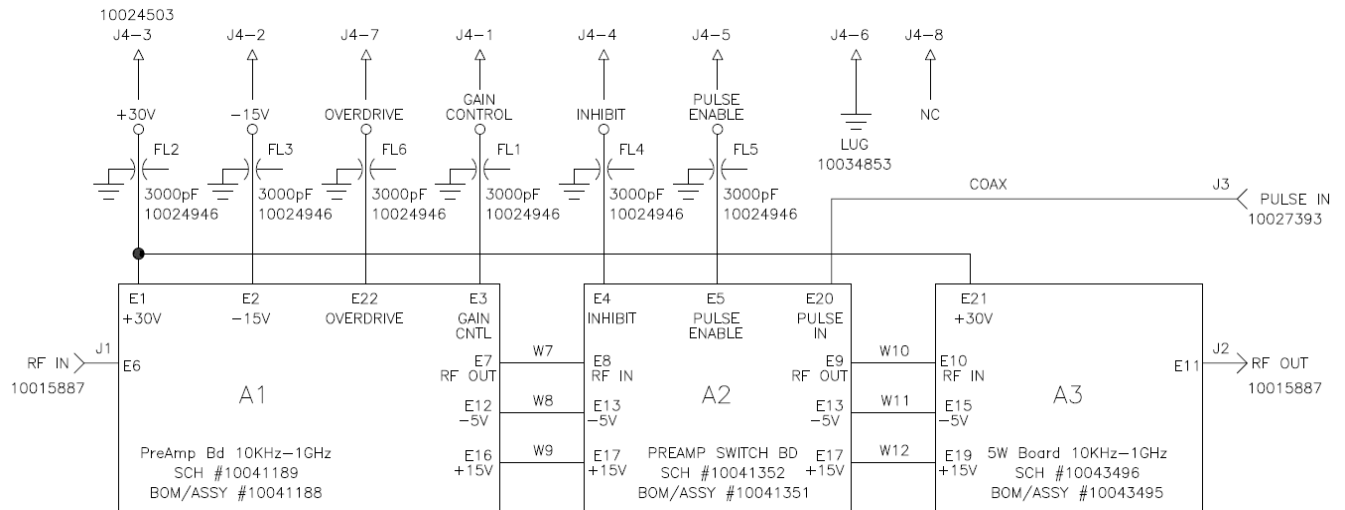 10024503
J4-3
J4-2
J4-7
J4-1
J4-4
J4-5
J4-6
J4-8
+30V
-15V
OVERDRIVE
GAIN
CONTROL
INHIBIT
PULSE
ENABLE
LUG
10034853
NC
FL2
FL3
FL6
FL1
FL4
FL5
3000pF
10024946
3000pF
10024946
3000pF
10024946
3000pF
10024946
3000pF
10024946
3000pF
10024946
COAX
J3
PULSE IN
10027393
E1
+30V
E2
-15V
E22
OVERDRIVE
E3
GAIN
CNTL
E4
INHIBIT
E5
PULSE
ENABLE
E20
PULSE
IN
E21
+30V
RF IN
J1
10015887
E6
E7
RF OUT
W7
E8
RF IN
E9
RF OUT
W10
E10
RF IN
E11
J2
RF OUT
10015887
A1
A2
A3
E12
-5V
W8
E13
-5V
E13
-5V
W11
E15
-5V
E16
+15V
W9
E17
+15V
E17
+15V
W12
E19
+15V
PreAmp Bd 10KHz-1GHz
SCH #10041189
BOM/ASSY #10041188
PREAMP SWITCH BD
SCH #10041352
BOM/ASSY #10041351
5W Board 10KHz-1GHz
SCH #10043496
BOM/ASSY #10043495